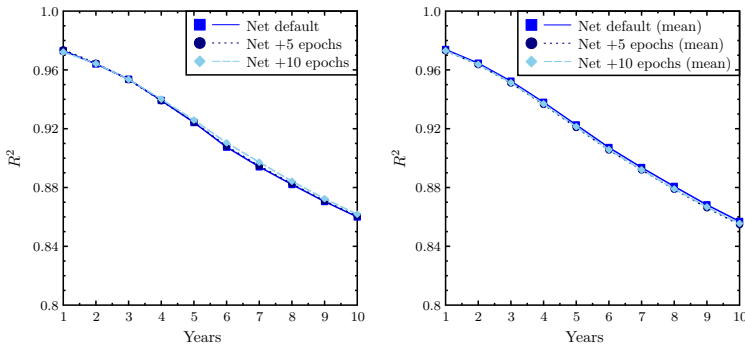 1.0
0.96
0.92
0.88
0.84
0.8
R²
1 2 3 4 5 6 7 8 9 10
Years
Net default
Net +5 epochs
Net +10 epochs
1.0
0.96
0.92
0.88
0.84
0.8
R²
1 2 3 4 5 6 7 8 9 10
Years
Net default (mean)
Net +5 epochs (mean)
Net +10 epochs (mean)